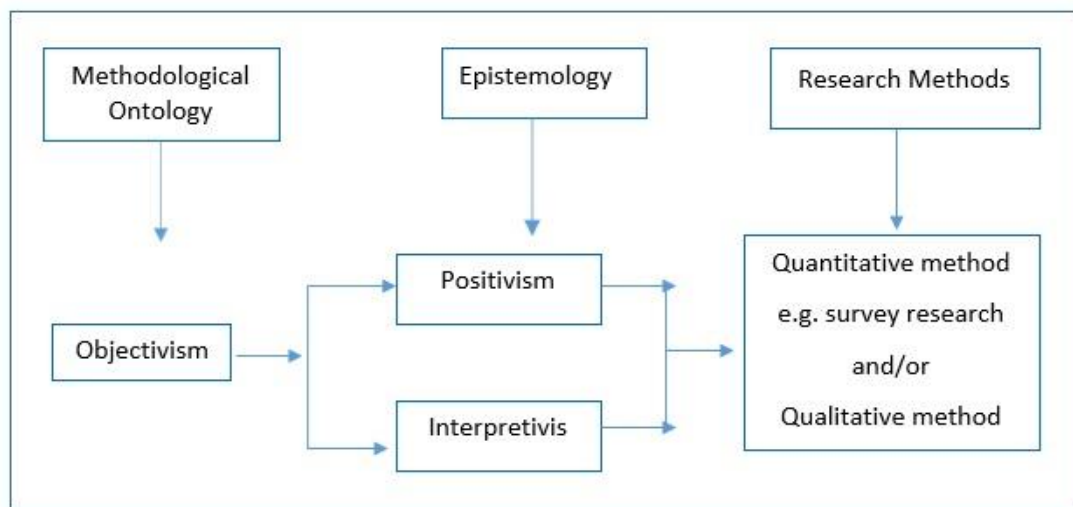 Methodological
Ontology
Epistemology
Research Methods
Objectivism
Positivism
Interpretivis
Quantitative method
e.g. survey research
and/or
Qualitative method